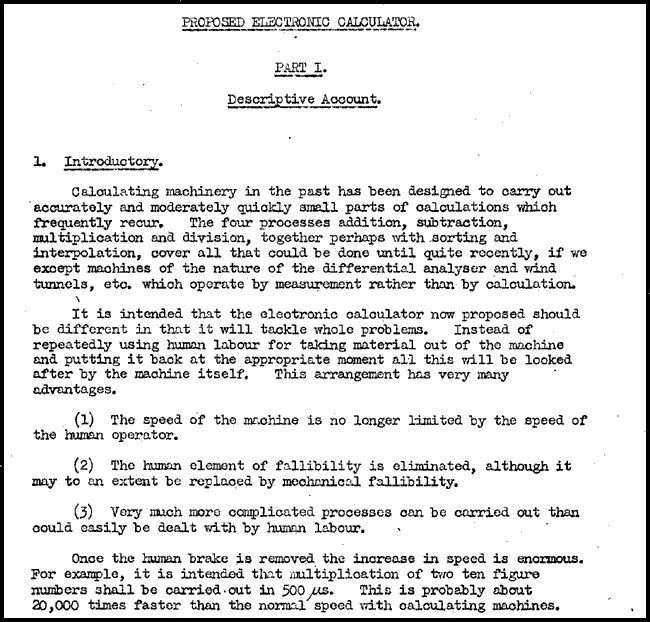 PROPOSED ELECTRONIC CALCULATOR.
PART I.
Descriptive Account.
1. Introductory.
Calculating machinery in the past has been designed to carry out
accurately and moderately quickly small parts of calculations which
frequently recur. The four processes addition, subtraction,
multiplication and division, together perhaps with sorting and
interpolation, cover all that could be done until quite recently, if we
except machines of the nature of the differential analyser and wind
tunnels, etc. which operate by measurement rather than by calculation.
It is intended that the electronic calculator now proposed should
be different in that it will tackle whole problems. Instead of
repeatedly using human labour for taking material out of the machine
and putting it back at the appropriate moment all this will be looked
after by the machine itself. This arrangement has very many
advantages.
(1) The speed of the machine is no longer limited by the speed of
the human operator.
(2) The human element of fallibility is eliminated, although it
may to an extent be replaced by mechanical fallibility.
(3) Very much more complicated processes can be carried out than
could easily be dealt with by human labour.
Once the human brake is removed the increase in speed is enormous.
For example, it is intended that multiplication of two ten figure
numbers shall be carried out in 500 μs. This is probably about
20,000 times faster than the normal speed with calculating machines.